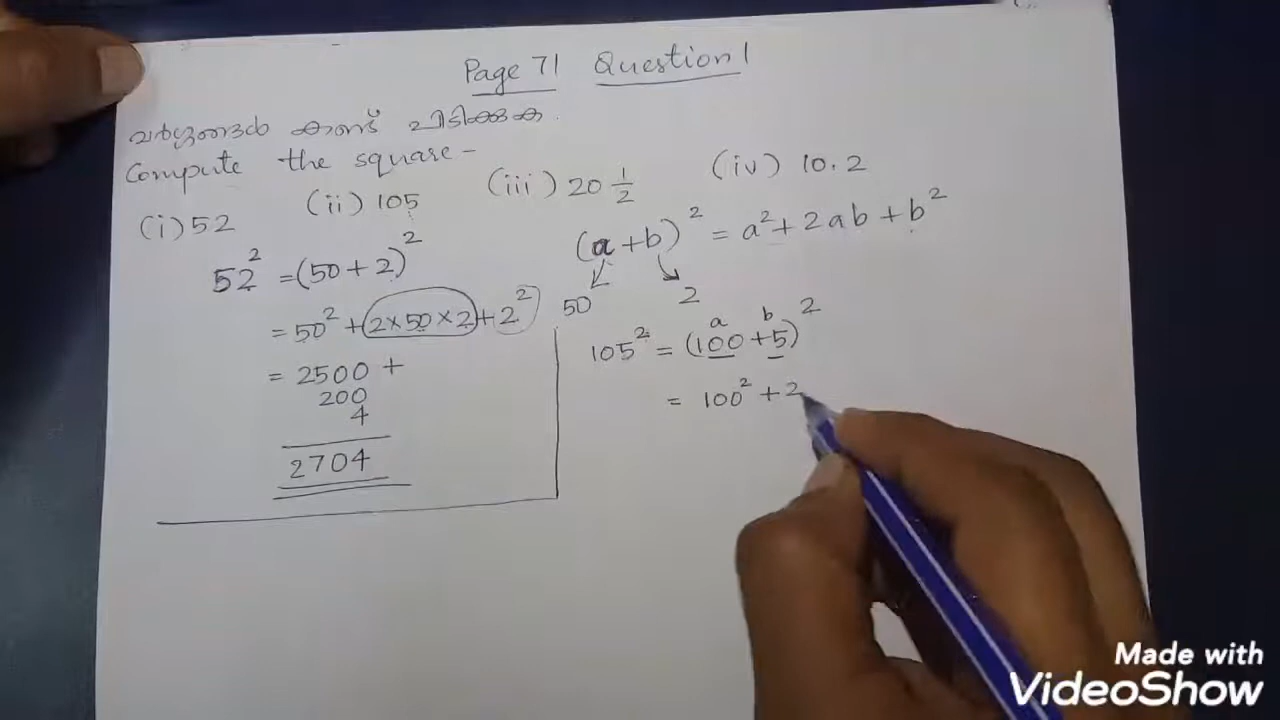 Page 71 Question 1
വർഗ്ഗങ്ങൾ കണ്ട് പിടിക്കുക.
Compute the square -
(i) 52 (ii) 105 (iii) 20 1/2 (iv) 10.2
(a + b)² = a² + 2ab + b²
50 2
52² = (50 + 2)²
= 50² + (2×50×2) + 2²
= 2500 +
200
4
2704
a b
105² = (100 + 5)²
= 100² + 2
Made with
VideoShow